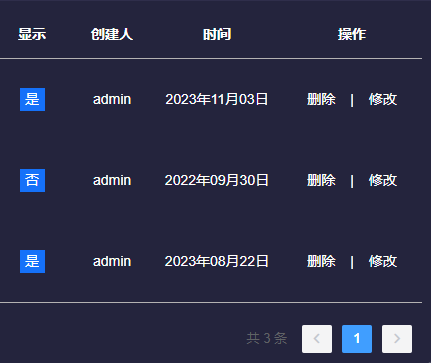 显示 创建人 时间 操作
是 admin 2023年11月03日 删除 | 修改
否 admin 2022年09月30日 删除 | 修改
是 admin 2023年08月22日 删除 | 修改
共 3 条 1